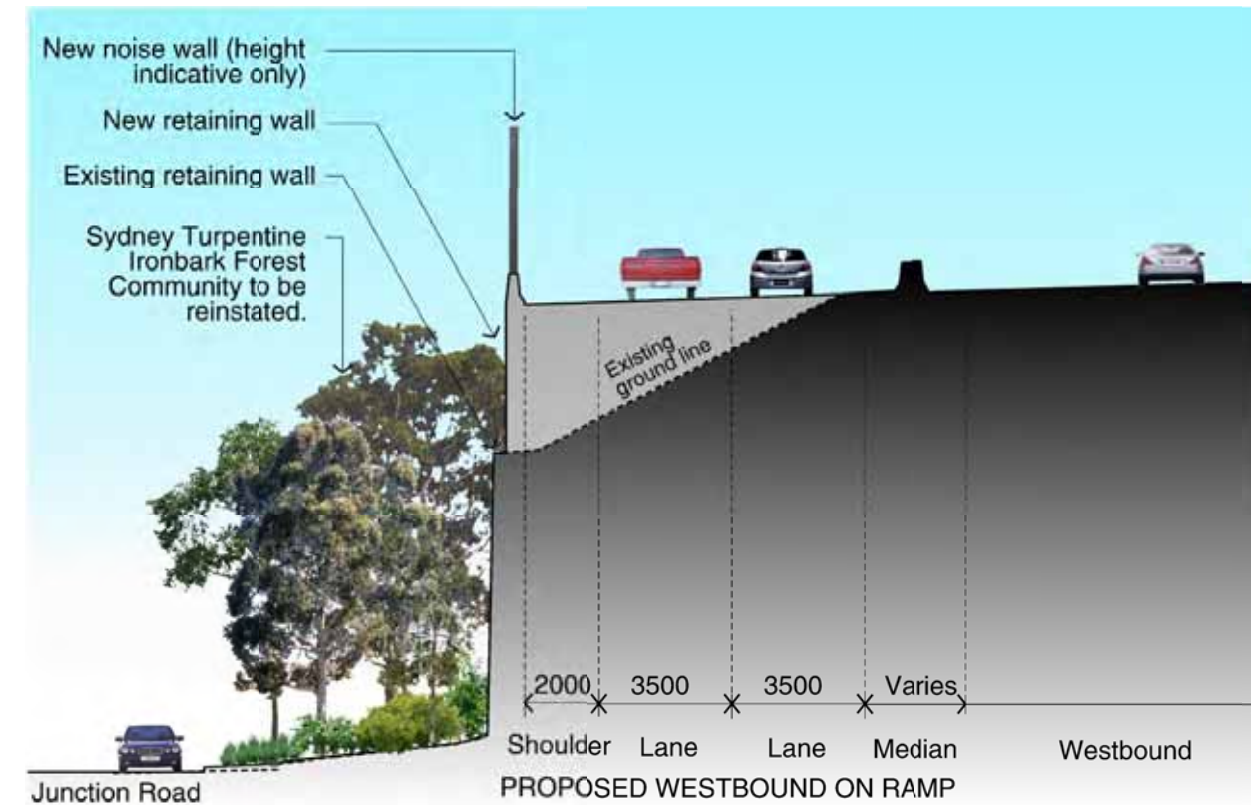 New noise wall (height
indicative only)
New retaining wall
Existing retaining wall
Sydney Turpentine
Ironbark Forest
Community to be
reinstated.
Existing
ground line
2000 3500 3500 Varies
Shoulder Lane Lane Median Westbound
Junction Road
PROPOSED WESTBOUND ON RAMP